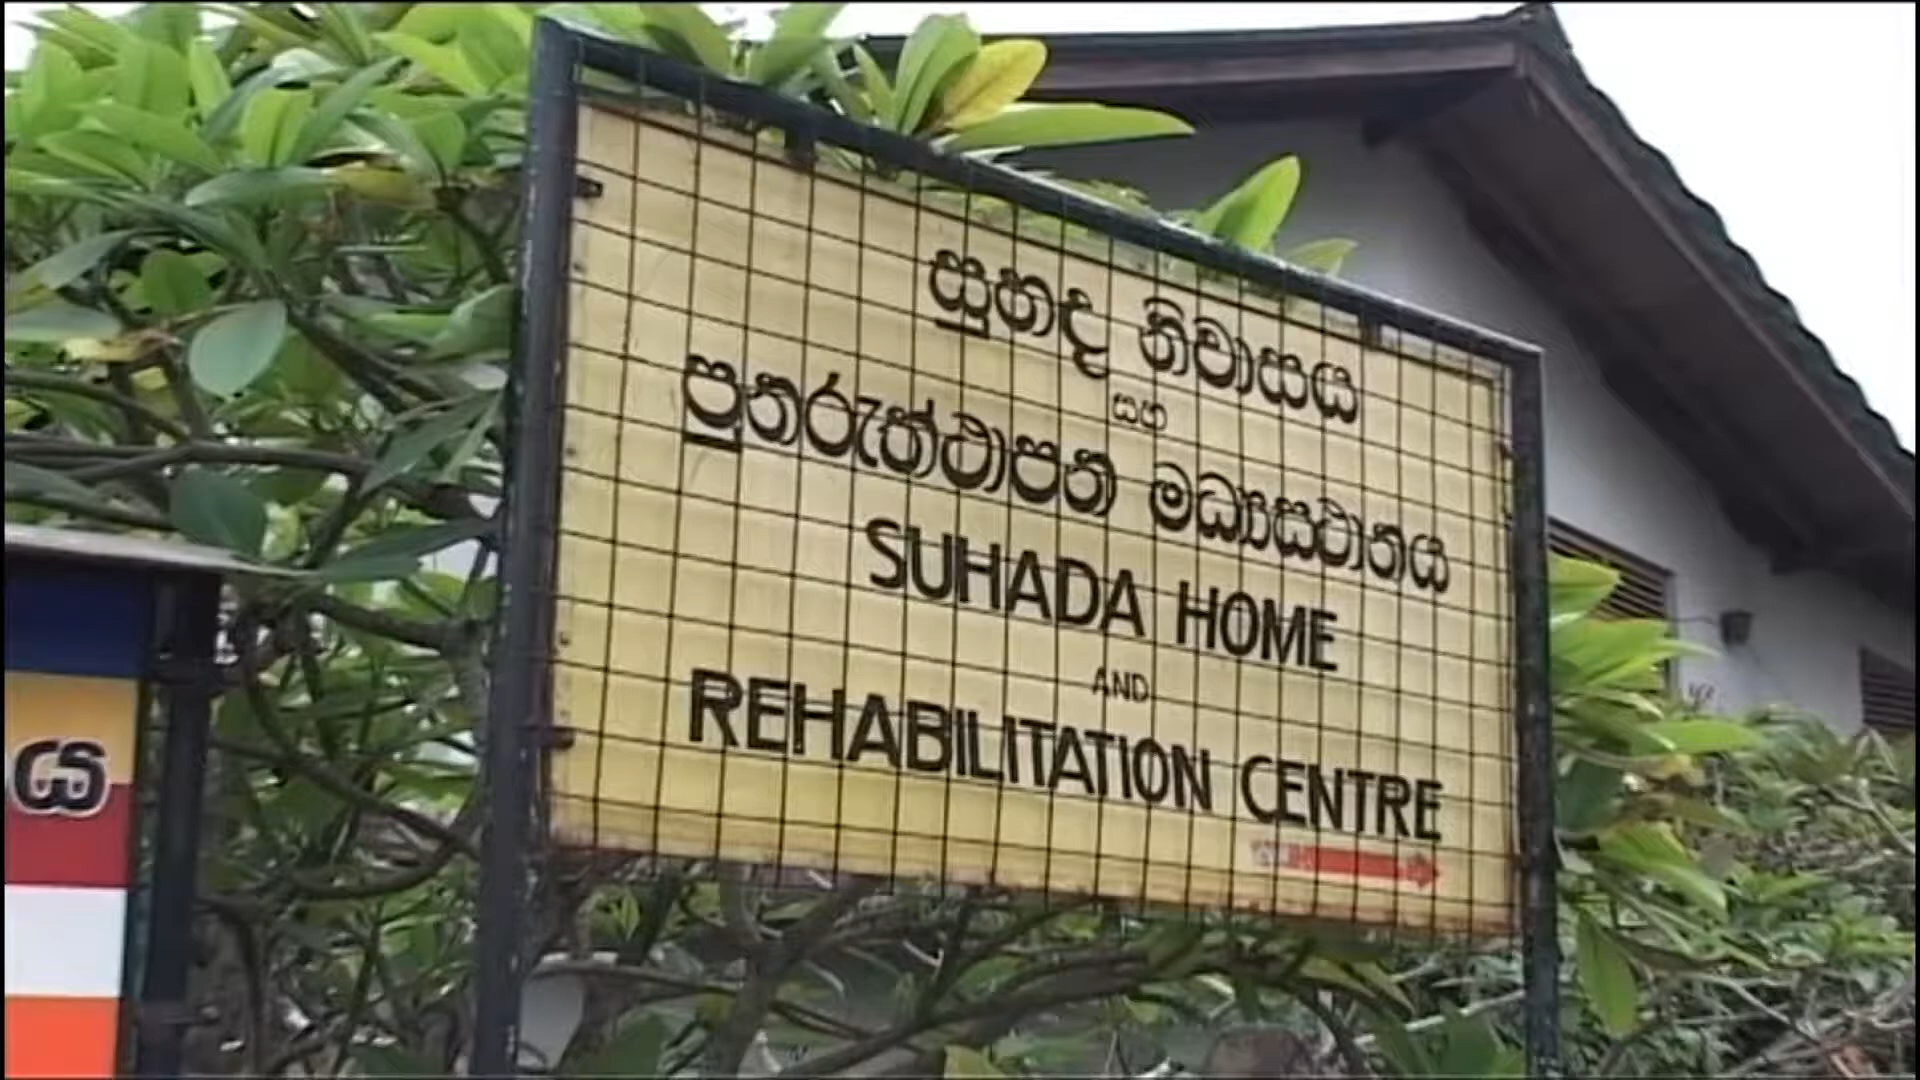 සුහද නිවාසය
සහ
පුනරුත්ථාපන මධ්‍යස්ථානය
SUHADA HOME
AND
REHABILITATION CENTRE
ය